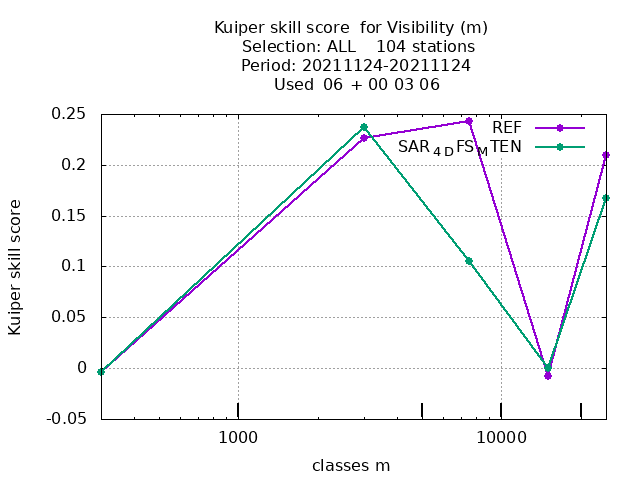 Kuiper skill score  for Visibility (m)
Selection: ALL    104 stations
Period: 20211124-20211124
Used  06 + 00 03 06
0.25
0.2
0.15
0.1
0.05
0
-0.05
Kuiper skill score
REF
SAR4DFSMTEN
1000
10000
classes m